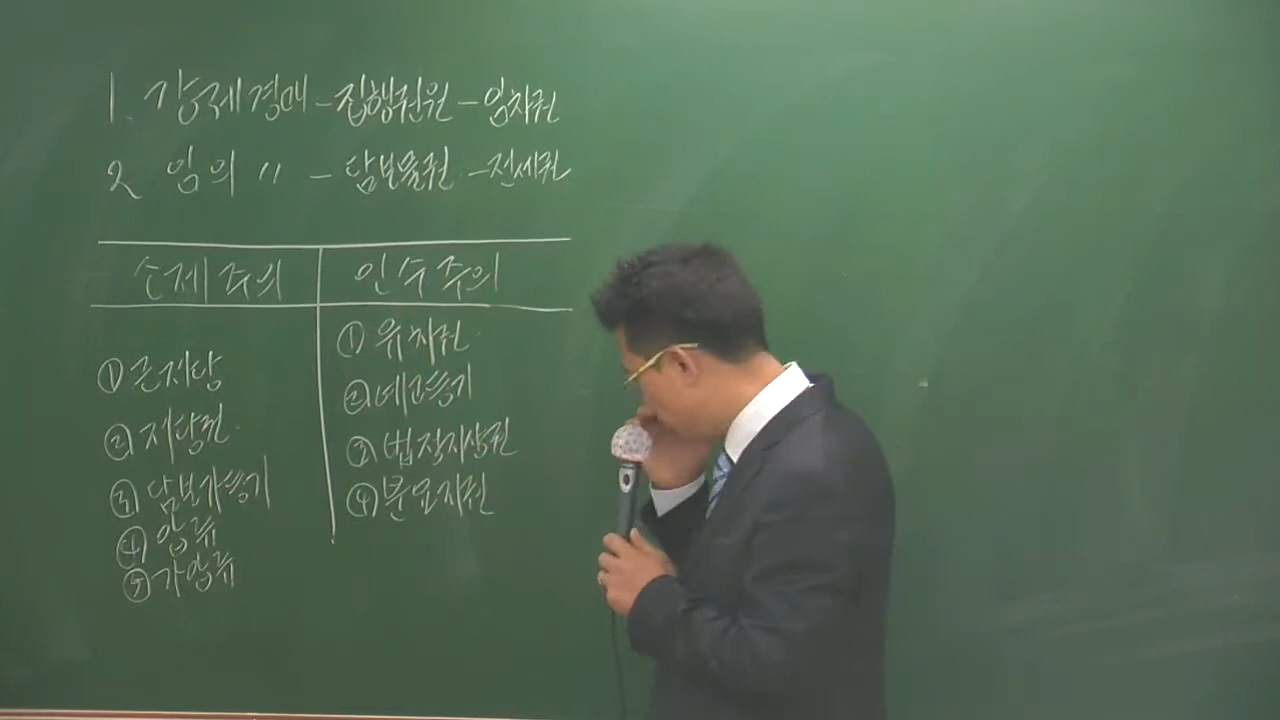 1. 강제경매 - 집행권원 - 임차권
2 임의 〃 - 담보물권 - 전세권
소제주의
인수주의
① 근저당
② 저당권
③ 담보가등기
④ 압류
⑤ 가압류
① 유치권
② 예고등기
③ 법정지상권
④ 분묘지권